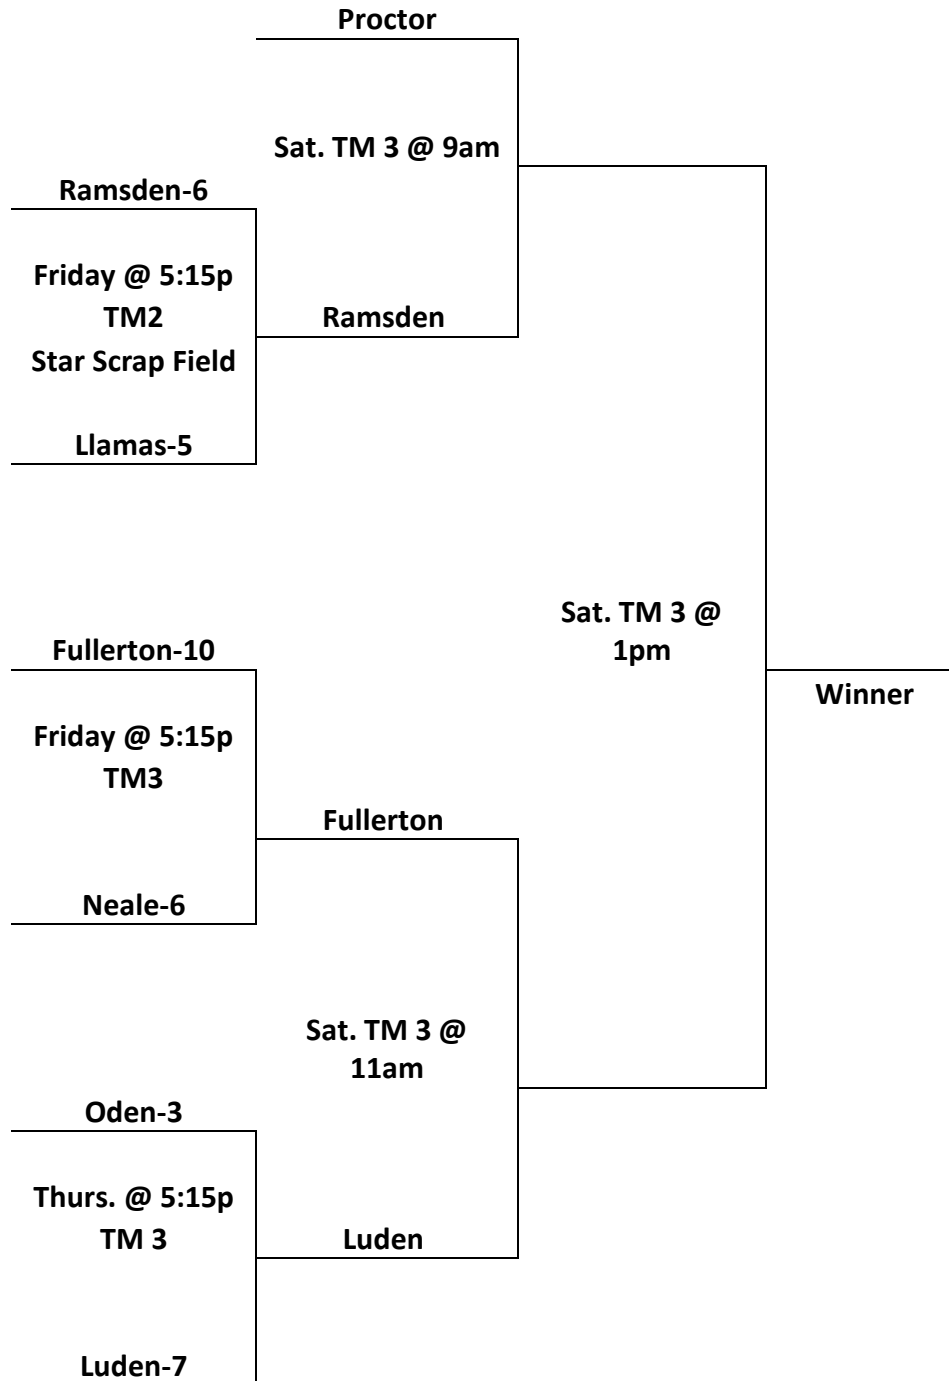 Proctor
Sat. TM 3 @ 9am
Ramsden-6
Friday @ 5:15p
TM2
Star Scrap Field
Ramsden
Llamas-5
Sat. TM 3 @
1pm
Fullerton-10
Winner
Friday @ 5:15p
TM3
Fullerton
Neale-6
Sat. TM 3 @
11am
Oden-3
Thurs. @ 5:15p
TM 3
Luden
Luden-7